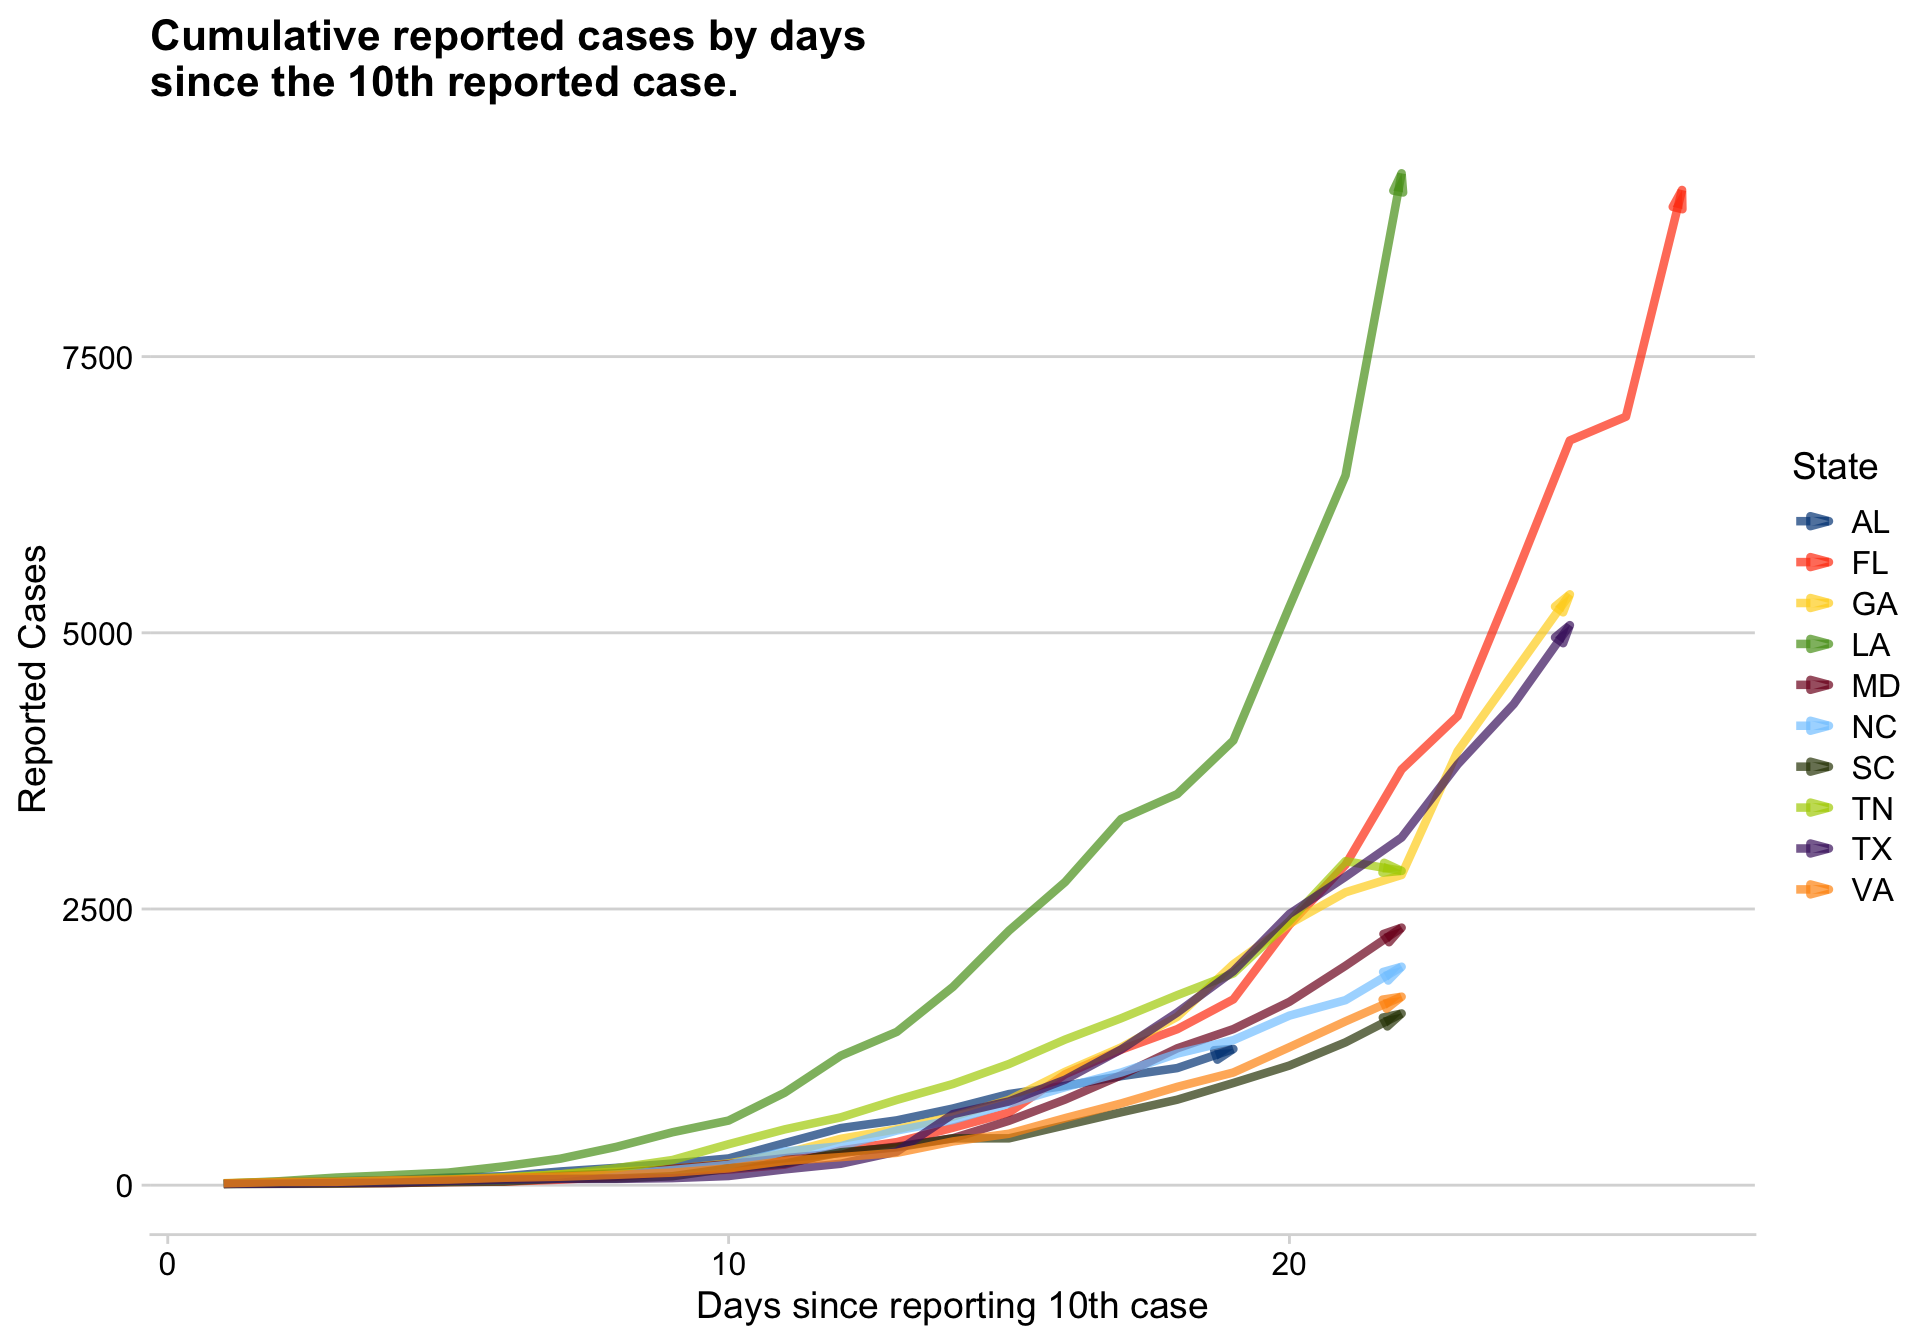 Cumulative reported cases by days
since the 10th reported case.
Reported Cases
7500
5000
2500
0
0 10 20
Days since reporting 10th case
State
AL
FL
GA
LA
MD
NC
SC
TN
TX
VA